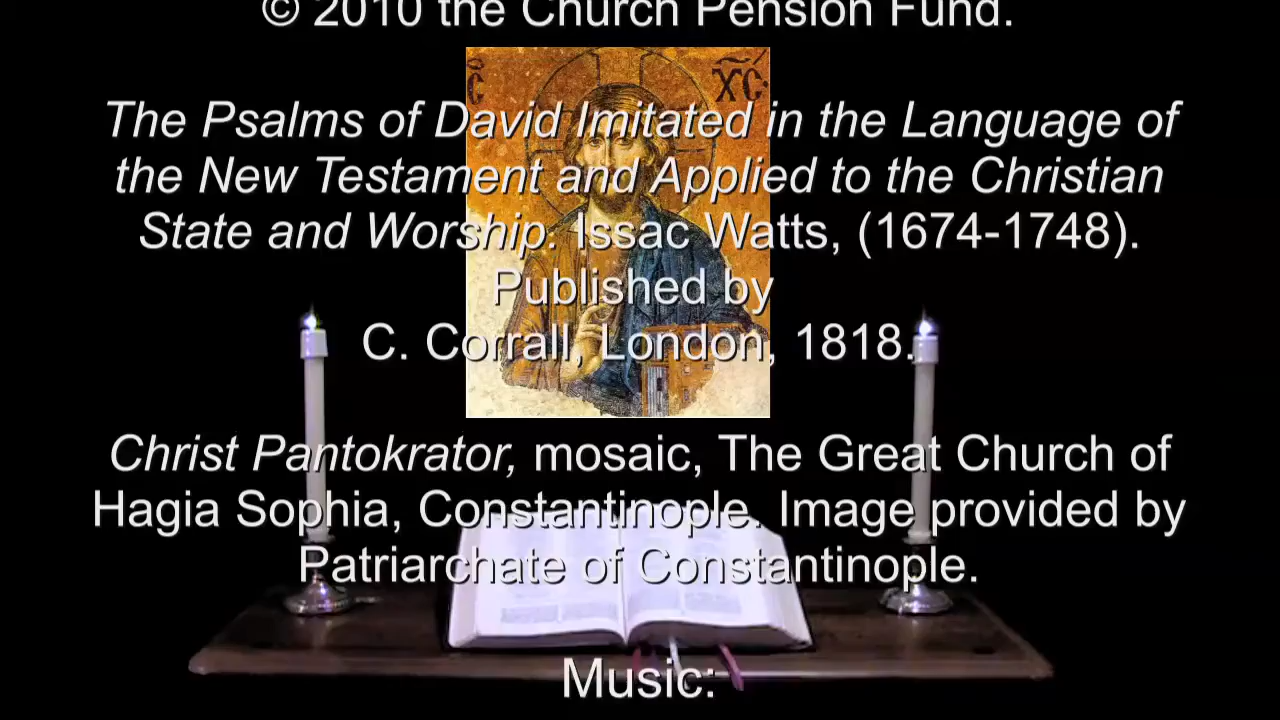 © 2010 the Church Pension Fund.
The Psalms of David Imitated in the Language of
the New Testament and Applied to the Christian
State and Worship. Issac Watts, (1674-1748).
Published by
C. Corrall, London, 1818.
Christ Pantokrator, mosaic, The Great Church of
Hagia Sophia, Constantinople. Image provided by
Patriarchate of Constantinople.
Music: